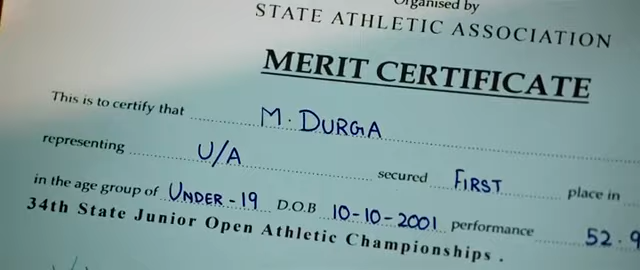 Organised by
STATE ATHLETIC ASSOCIATION
MERIT CERTIFICATE
This is to certify that M. DURGA
representing U/A secured FIRST place in
in the age group of UNDER-19 D.O.B 10-10-2001 performance 52.9
34th State Junior Open Athletic Championships.